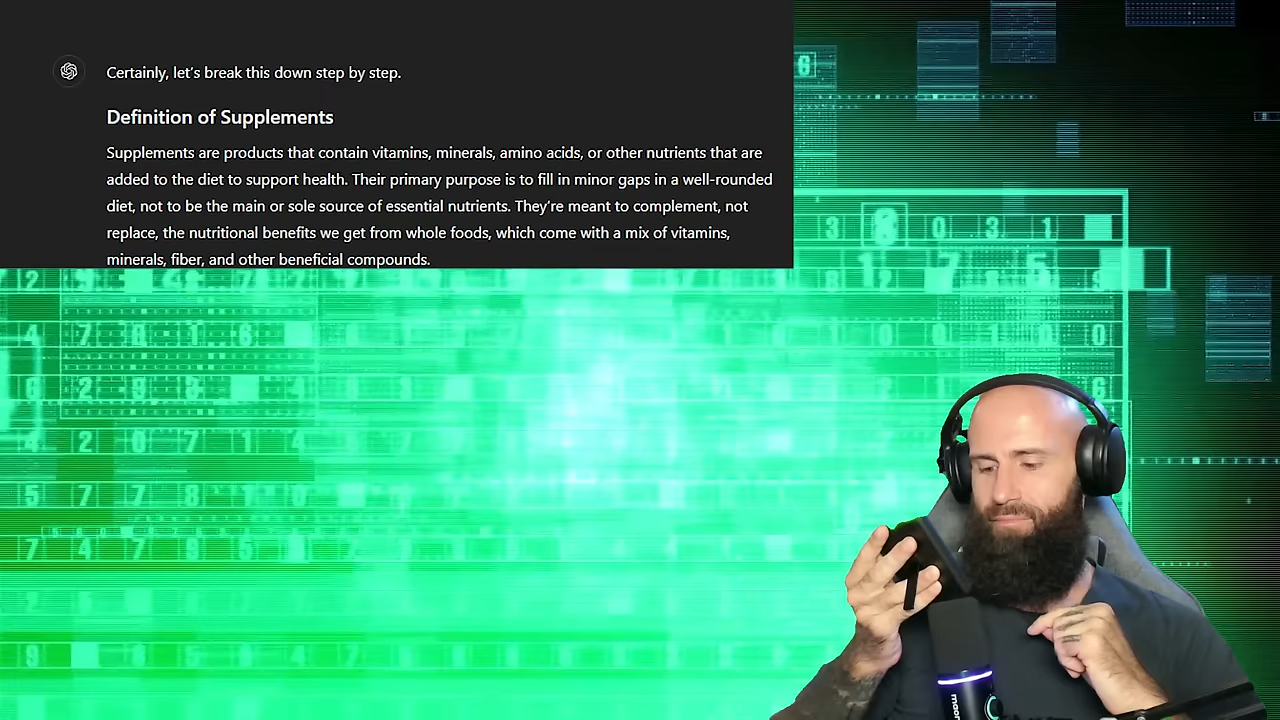 Certainly, let's break this down step by step.
Definition of Supplements
Supplements are products that contain vitamins, minerals, amino acids, or other nutrients that are
added to the diet to support health. Their primary purpose is to fill in minor gaps in a well-rounded
diet, not to be the main or sole source of essential nutrients. They're meant to complement, not
replace, the nutritional benefits we get from whole foods, which come with a mix of vitamins,
minerals, fiber, and other beneficial compounds.